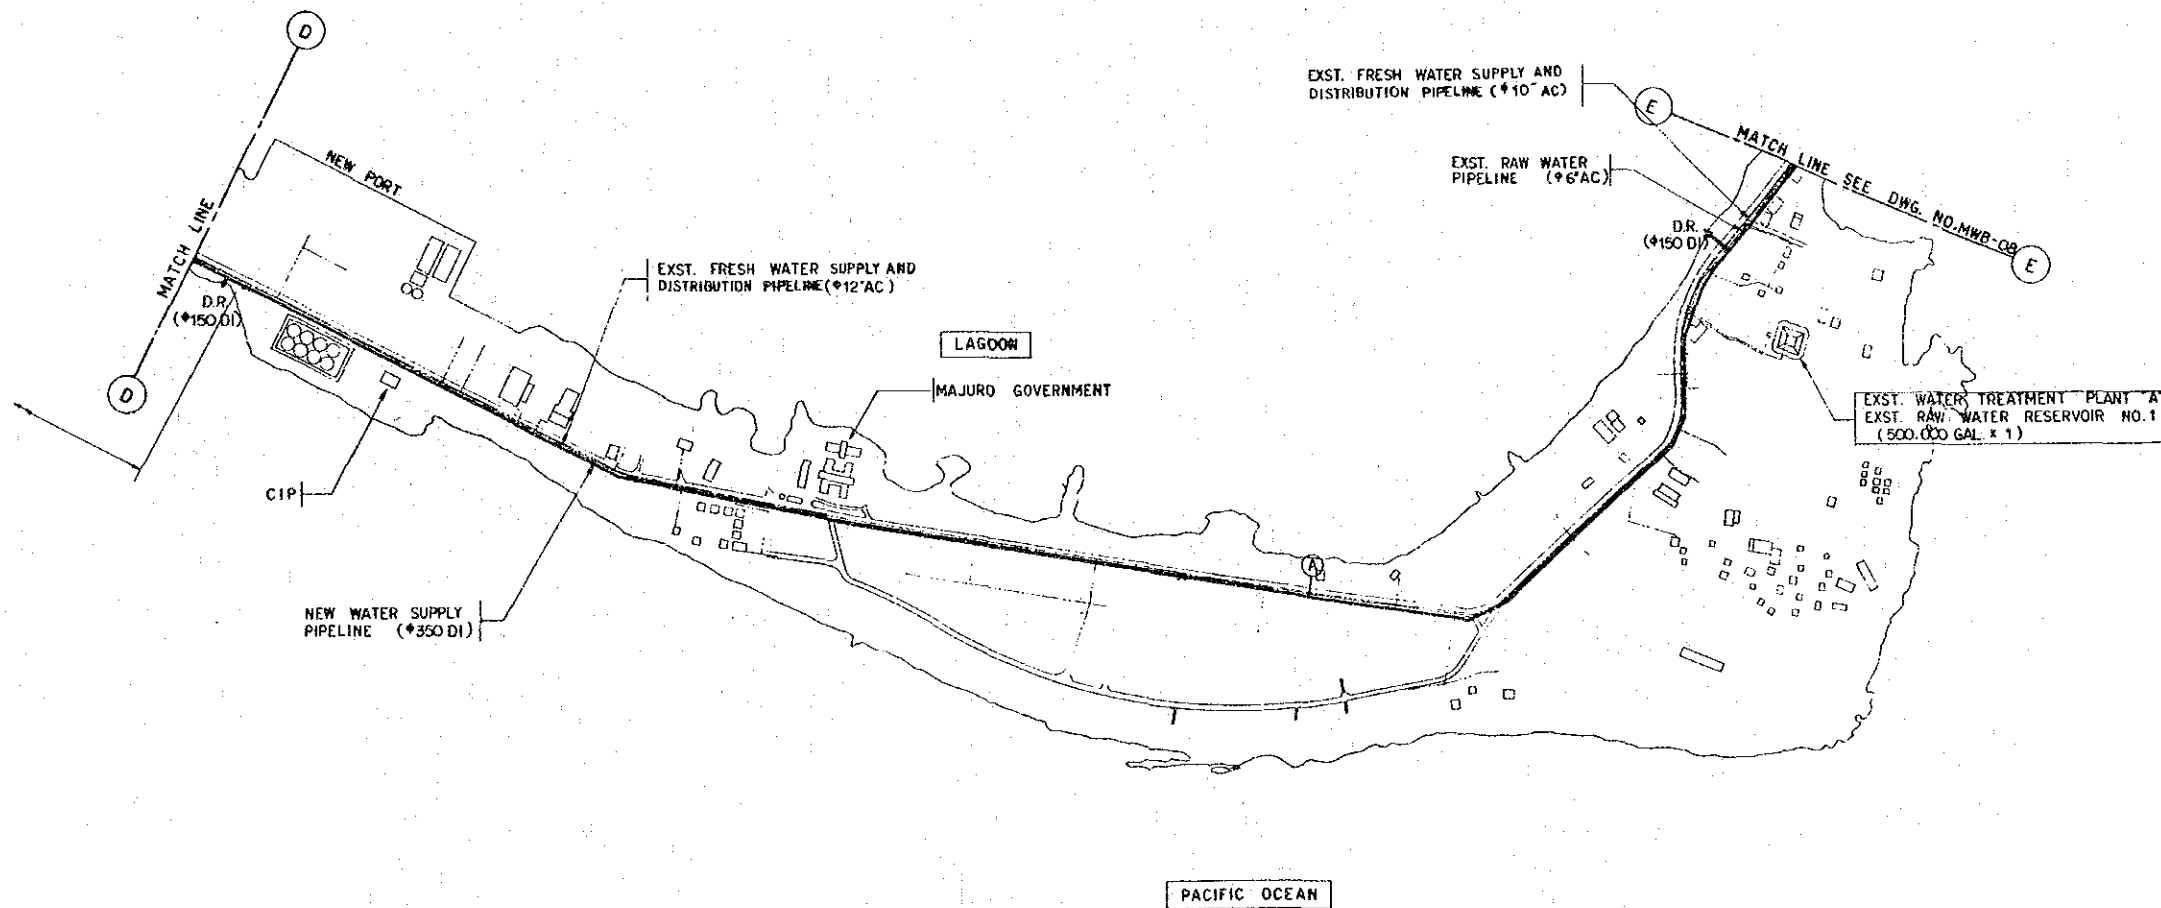 D
MATCH LINE
D
NEW PORT
D.R.
(φ150 DI)
CIP
EXST. FRESH WATER SUPPLY AND
DISTRIBUTION PIPELINE (φ12"AC)
NEW WATER SUPPLY
PIPELINE (φ350 DI)
LAGOON
MAJURO GOVERNMENT
A
EXST. FRESH WATER SUPPLY AND
DISTRIBUTION PIPELINE (φ10"AC)
EXST. RAW WATER
PIPELINE (φ6"AC)
E
MATCH LINE SEE DWG. NO.MWB-08
E
D.R.
(φ150 DI)
EXST. WATER TREATMENT PLANT "A
EXST. RAW WATER RESERVOIR NO.1
(500.000 GAL. x 1)
PACIFIC OCEAN